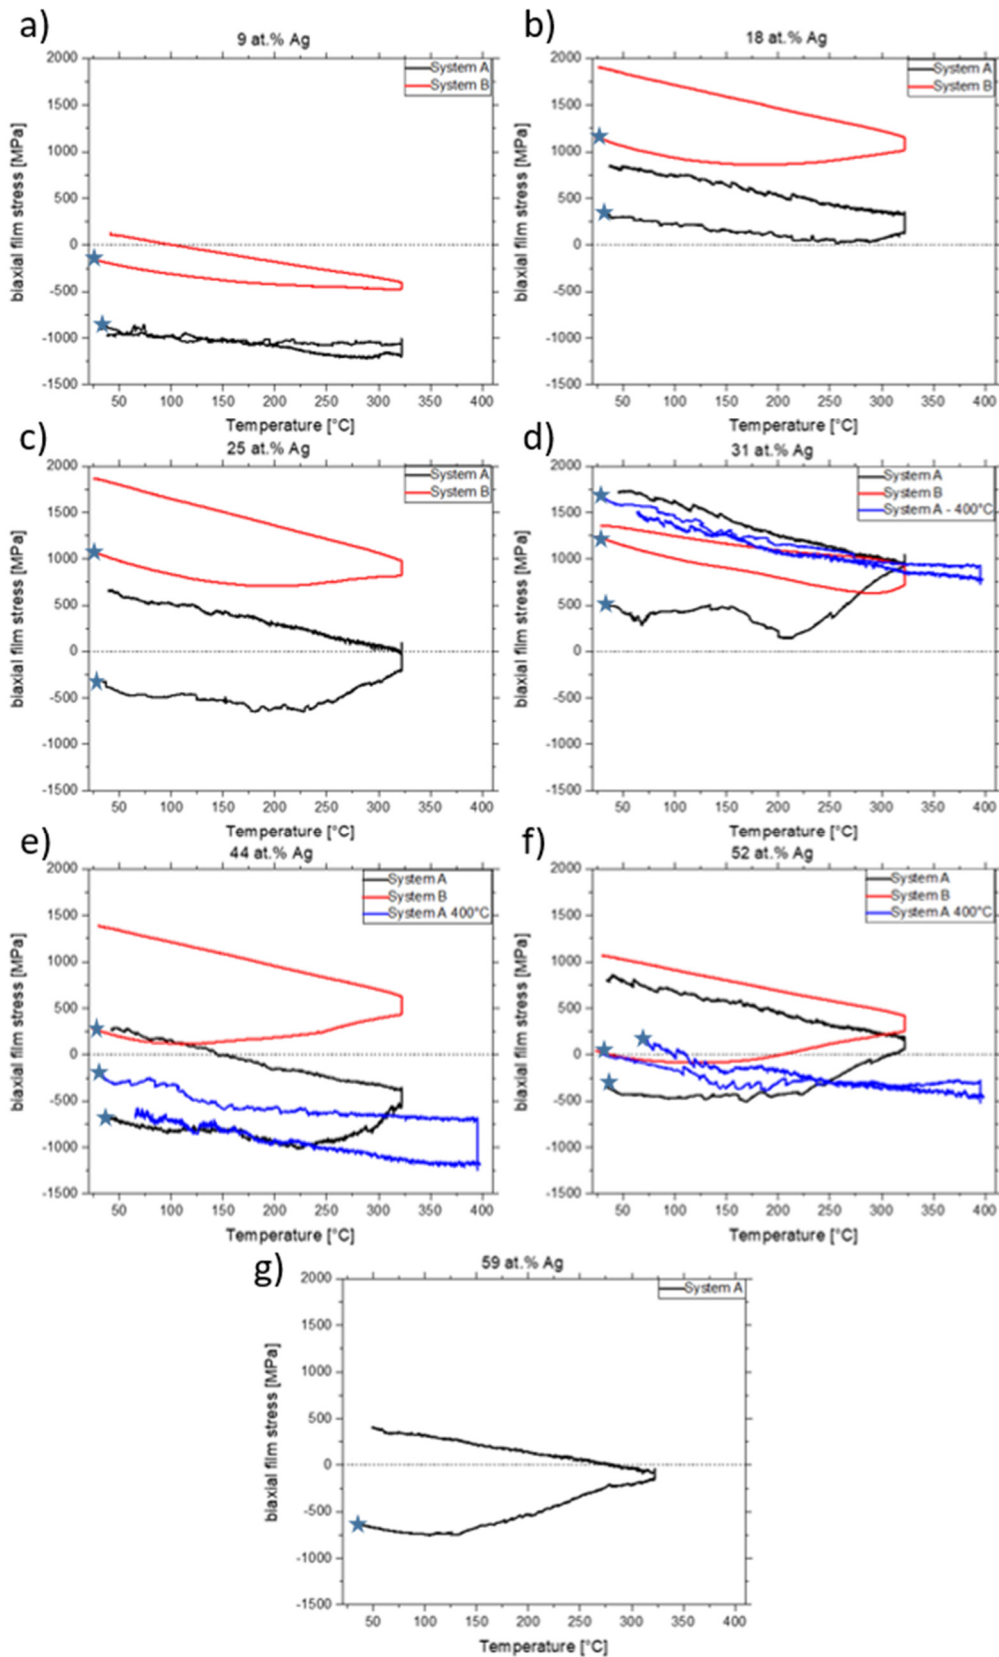 a)
9 at.% Ag
System A
System B
biaxial film stress [MPa]
2000
1500
1000
500
0
-500
-1000
-1500
50 100 150 200 250 300 350 400
Temperature [°C]
b)
18 at.% Ag
System A
System B
biaxial film stress [MPa]
2000
1500
1000
500
0
-500
-1000
-1500
50 100 150 200 250 300 350 400
Temperature [°C]
c)
25 at.% Ag
System A
System B
biaxial film stress [MPa]
2000
1500
1000
500
0
-500
-1000
-1500
50 100 150 200 250 300 350 400
Temperature [°C]
d)
31 at.% Ag
System A
System B
System A - 400°C
biaxial film stress [MPa]
2000
1500
1000
500
0
-500
-1000
-1500
50 100 150 200 250 300 350 400
Temperature [°C]
e)
44 at.% Ag
System A
System B
System A 400°C
biaxial film stress [MPa]
2000
1500
1000
500
0
-500
-1000
-1500
50 100 150 200 250 300 350 400
Temperature [°C]
f)
52 at.% Ag
System A
System B
System A 400°C
biaxial film stress [MPa]
2000
1500
1000
500
0
-500
-1000
-1500
50 100 150 200 250 300 350 400
Temperature [°C]
g)
59 at.% Ag
System A
biaxial film stress [MPa]
2000
1500
1000
500
0
-500
-1000
-1500
50 100 150 200 250 300 350 400
Temperature [°C]